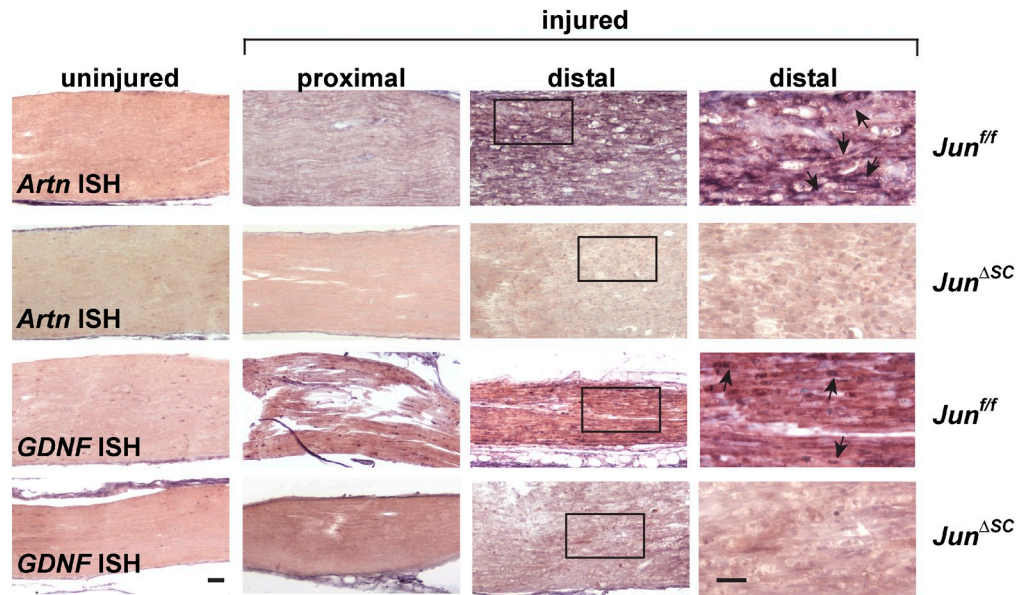 injured
uninjured proximal distal distal
Artn ISH
Jun^f/f
Artn ISH
Jun^ΔSC
GDNF ISH
Jun^f/f
GDNF ISH
Jun^ΔSC